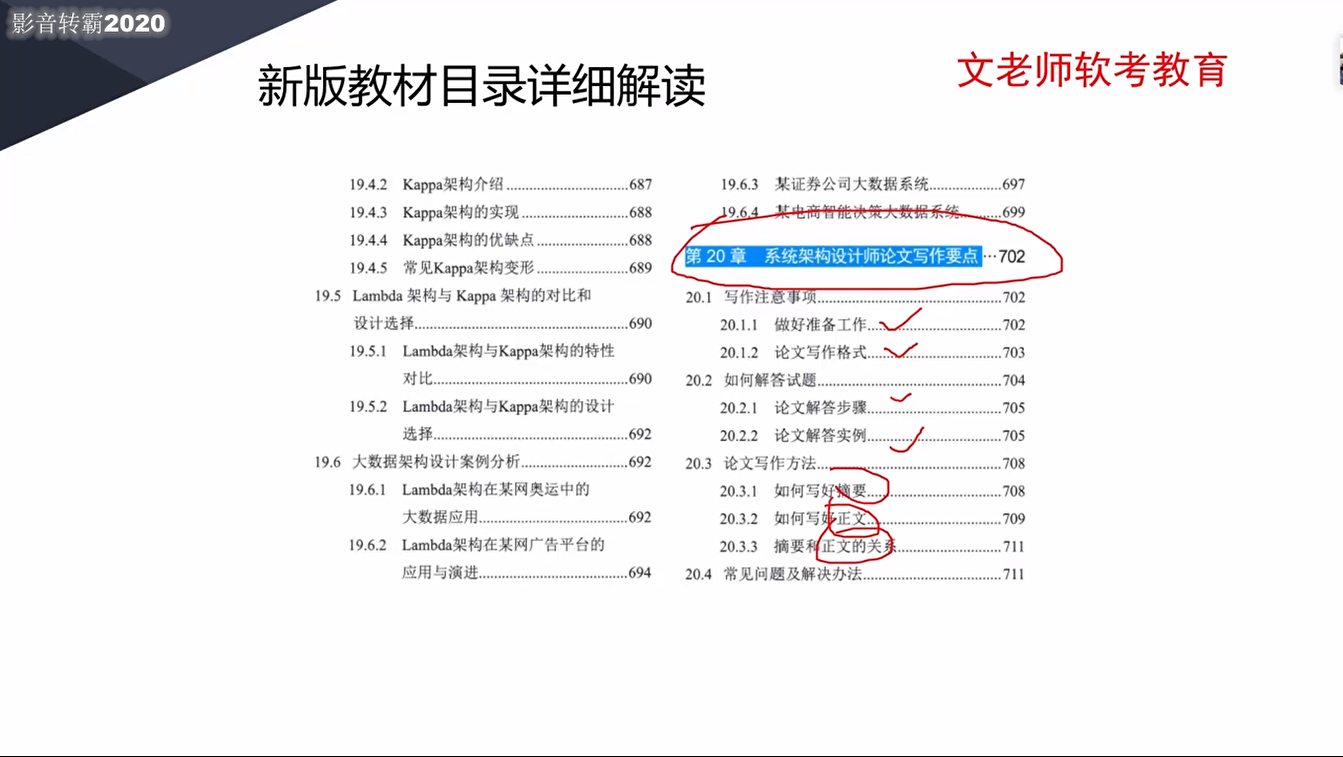 影音转霸2020
新版教材目录详细解读
文老师软考教育
19.4.2 Kappa架构介绍..............................687
19.4.3 Kappa架构的实现..........................688
19.4.4 Kappa架构的优缺点......................688
19.4.5 常见Kappa架构变形......................689
19.5 Lambda 架构与 Kappa 架构的对比和
设计选择.....................................................690
19.5.1 Lambda架构与Kappa架构的特性
对比...............................................690
19.5.2 Lambda架构与Kappa架构的设计
选择...............................................692
19.6 大数据架构设计案例分析..........................692
19.6.1 Lambda架构在某网奥运中的
大数据应用....................................692
19.6.2 Lambda架构在某网广告平台的
应用与演进....................................694
19.6.3 某证券公司大数据系统..................697
19.6.4 某电商智能决策大数据系统..........699
第 20 章 系统架构设计师论文写作要点 ···702
20.1 写作注意事项.............................................702
20.1.1 做好准备工作.................................702
20.1.2 论文写作格式.................................703
20.2 如何解答试题.............................................704
20.2.1 论文解答步骤.................................705
20.2.2 论文解答实例.................................705
20.3 论文写作方法.............................................708
20.3.1 如何写好摘要.................................708
20.3.2 如何写好正文.................................709
20.3.3 摘要和正文的关系..........................711
20.4 常见问题及解决办法..................................711